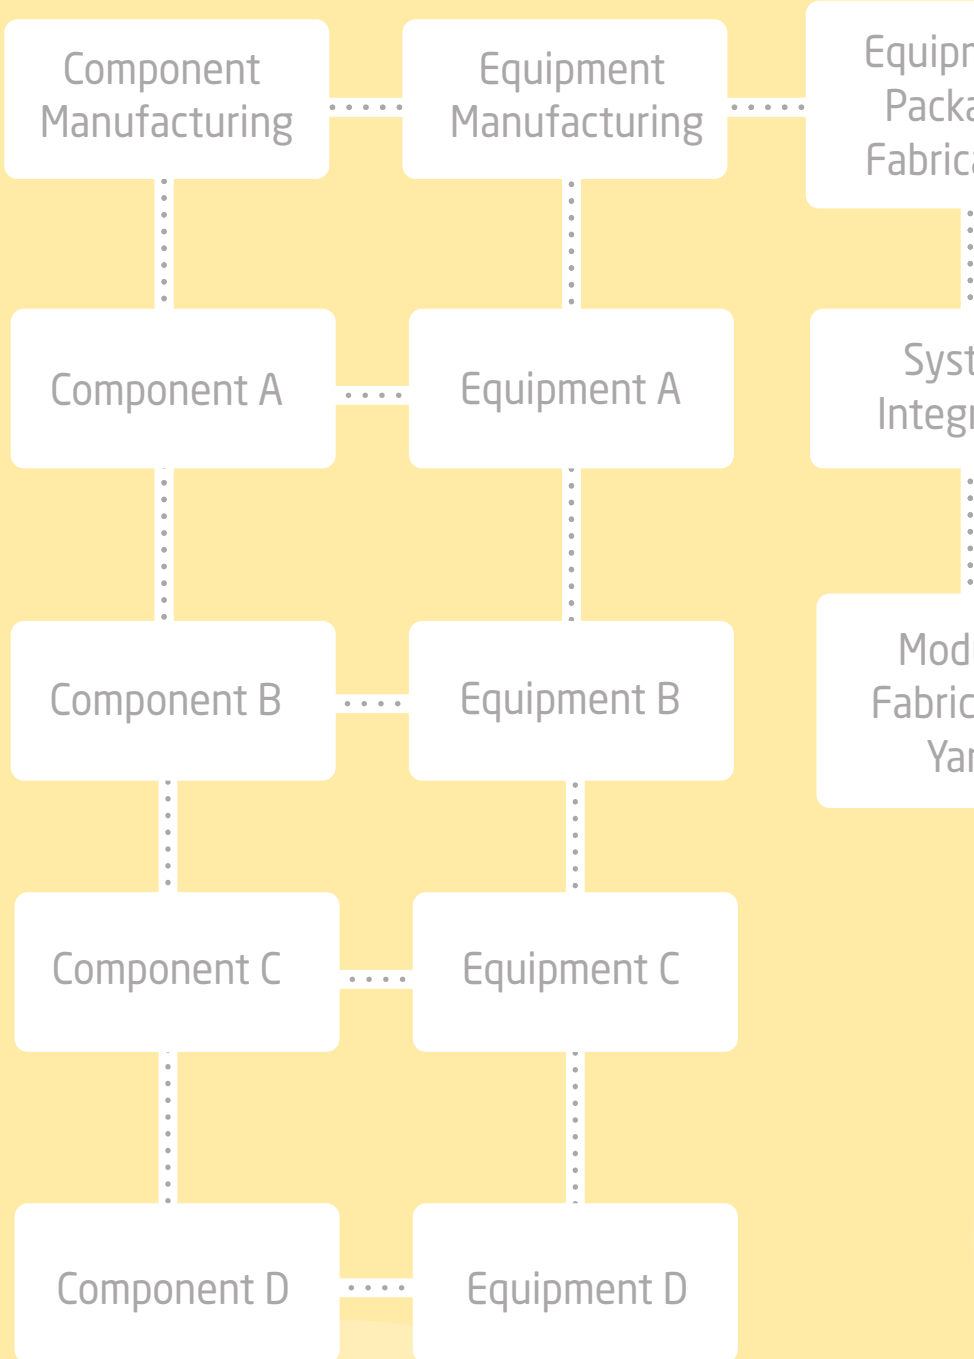 Component
Manufacturing
Equipment
Manufacturing
Component A
Equipment A
Component B
Equipment B
Component C
Equipment C
Component D
Equipment D